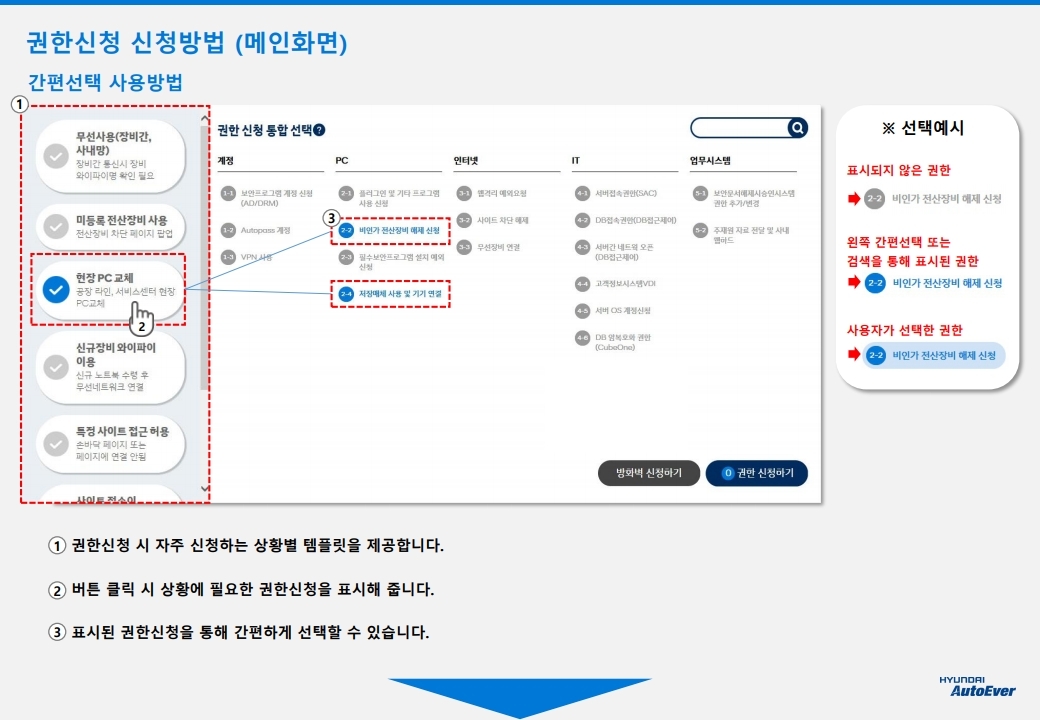 권한신청 신청방법 (메인화면)
간편선택 사용방법
①
무선사용(장비간,
사내망)
장비간 통신시 장비
와이파이명 확인 필요
미등록 전산장비 사용
전산장비 차단 페이지 팝업
현장 PC 교체
공장 라인, 서비스센터 현장
PC교체
②
신규장비 와이파이
이용
신규 노트북 수령 후
무선네트워크 연결
특정 사이트 접근 허용
손바닥 페이지 또는
페이지에 연결 안됨
사이트 접속이
권한 신청 통합 선택 ?
계정
1-1 보안프로그램 계정 신청
(AD/DRM)
1-2 Autoposs 계정
1-3 VPN 사용
PC
2-1 플러그인 및 기타 프로그램
사용 신청
③
2-2 비인가 전산장비 해제 신청
2-3 필수보안프로그램 설치 예외
신청
2-4 저장매체 사용 및 기기 연결
인터넷
3-1 웹격리 예외요청
3-2 사이트 차단 해제
3-3 무선장비 연결
IT
4-1 서버접속권한(SAC)
4-2 DB접속권한(DB접근제어)
4-3 서버간 네트웍 오픈
(DB접근제어)
4-4 고객정보시스템VDI
4-5 서버 OS 계정신청
4-6 DB 암복호화 권한
(CubeOne)
업무시스템
5-1 보안문서해제시승인시스템
권한 추가/변경
5-2 주재원 자료 전달 및 사내
웹하드
방화벽 신청하기
0 권한 신청하기
※ 선택예시
표시되지 않은 권한
2-2 비인가 전산장비 해제 신청
왼쪽 간편선택 또는
검색을 통해 표시된 권한
2-2 비인가 전산장비 해제 신청
사용자가 선택한 권한
2-2 비인가 전산장비 해제 신청
① 권한신청 시 자주 신청하는 상황별 템플릿을 제공합니다.
② 버튼 클릭 시 상황에 필요한 권한신청을 표시해 줍니다.
③ 표시된 권한신청을 통해 간편하게 선택할 수 있습니다.
HYUNDAI
AutoEver